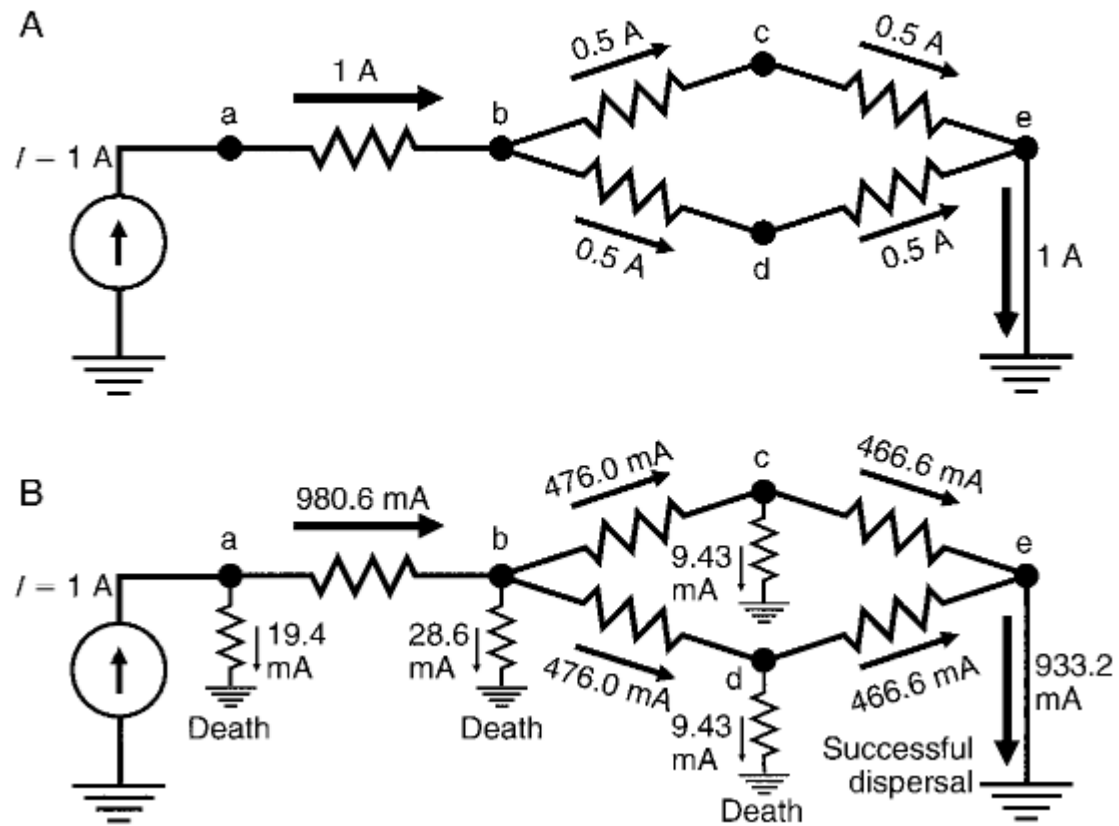 A
1 A
0.5 A
c
0.5 A
a
b
e
I – 1 A
0.5 A
d
0.5 A
1 A
B
980.6 mA
476.0 mA
c
466.6 mA
a
b
e
I = 1 A
9.43
mA
19.4
mA
28.6
mA
476.0 mA
d
466.6 mA
933.2
mA
Death
Death
9.43
mA
Successful
dispersal
Death